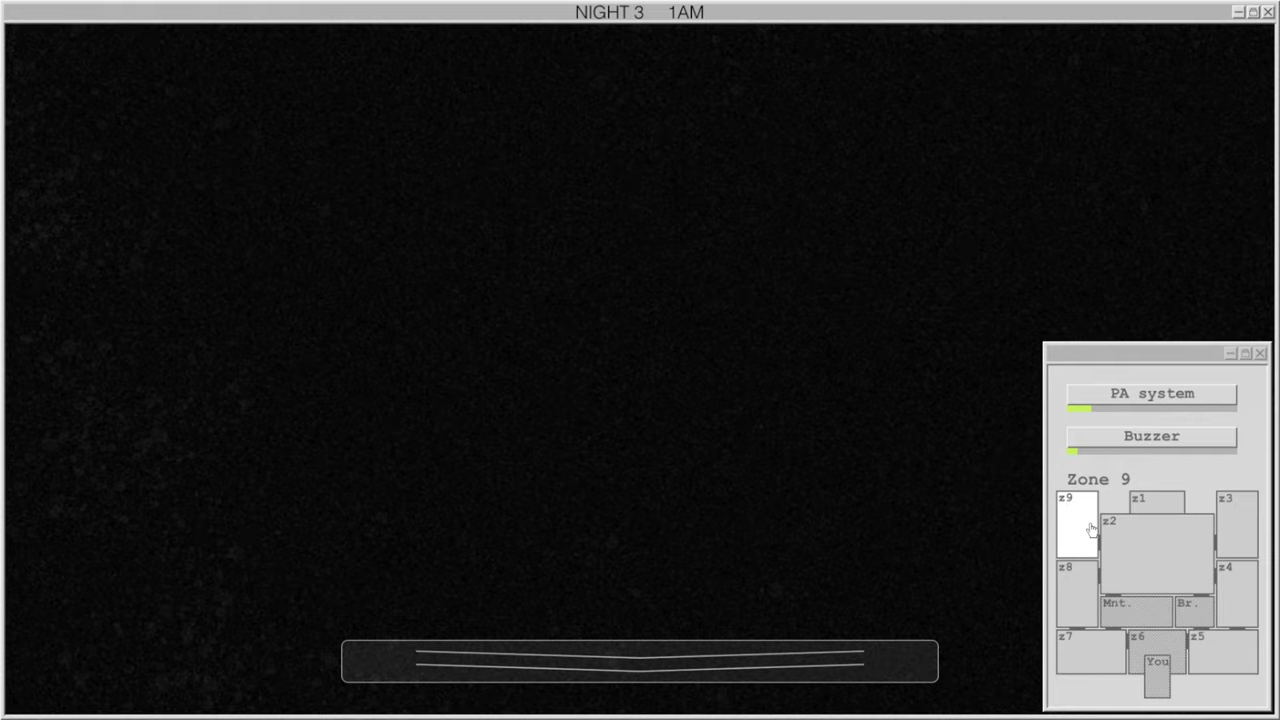 NIGHT 3 1AM
PA system
Buzzer
Zone 9
z9
z1
z3
z2
z8
z4
Mnt.
Br.
z7
z6
z5
You